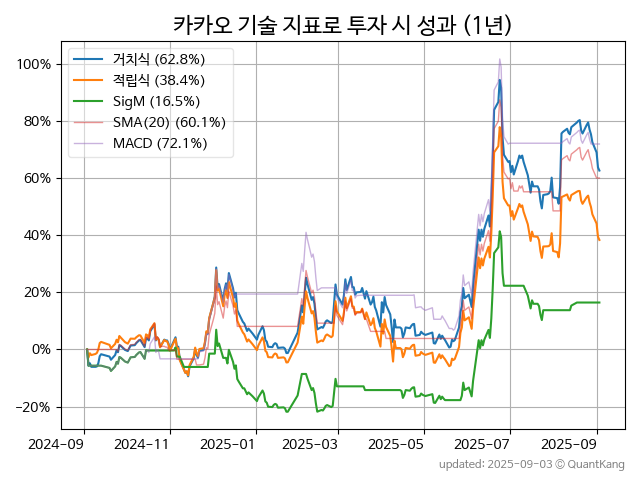 카카오 기술 지표로 투자 시 성과 (1년)
거치식 (62.8%)
적립식 (38.4%)
SigM (16.5%)
SMA(20) (60.1%)
MACD (72.1%)
100%
80%
60%
40%
20%
0%
−20%
2024-09 2024-11 2025-01 2025-03 2025-05 2025-07 2025-09
updated: 2025-09-03 ⓒ QuantKang